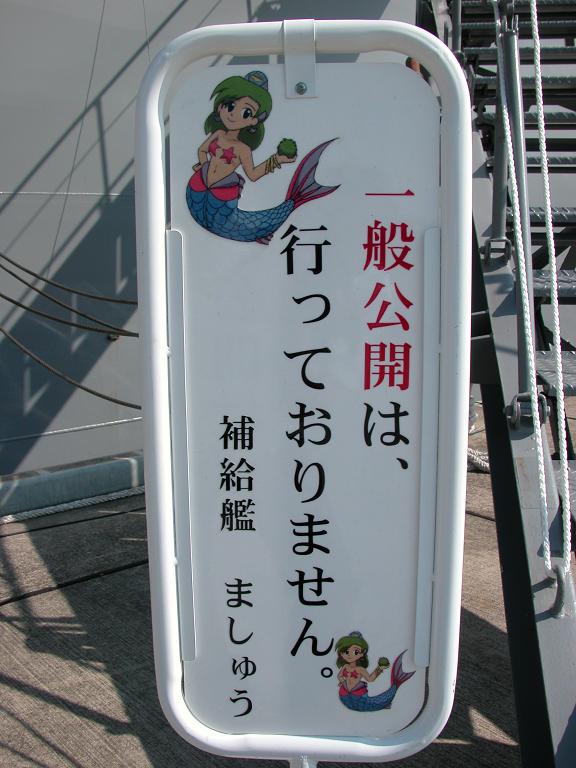 一般公開は、
行っておりません。
補給艦 ましゅう